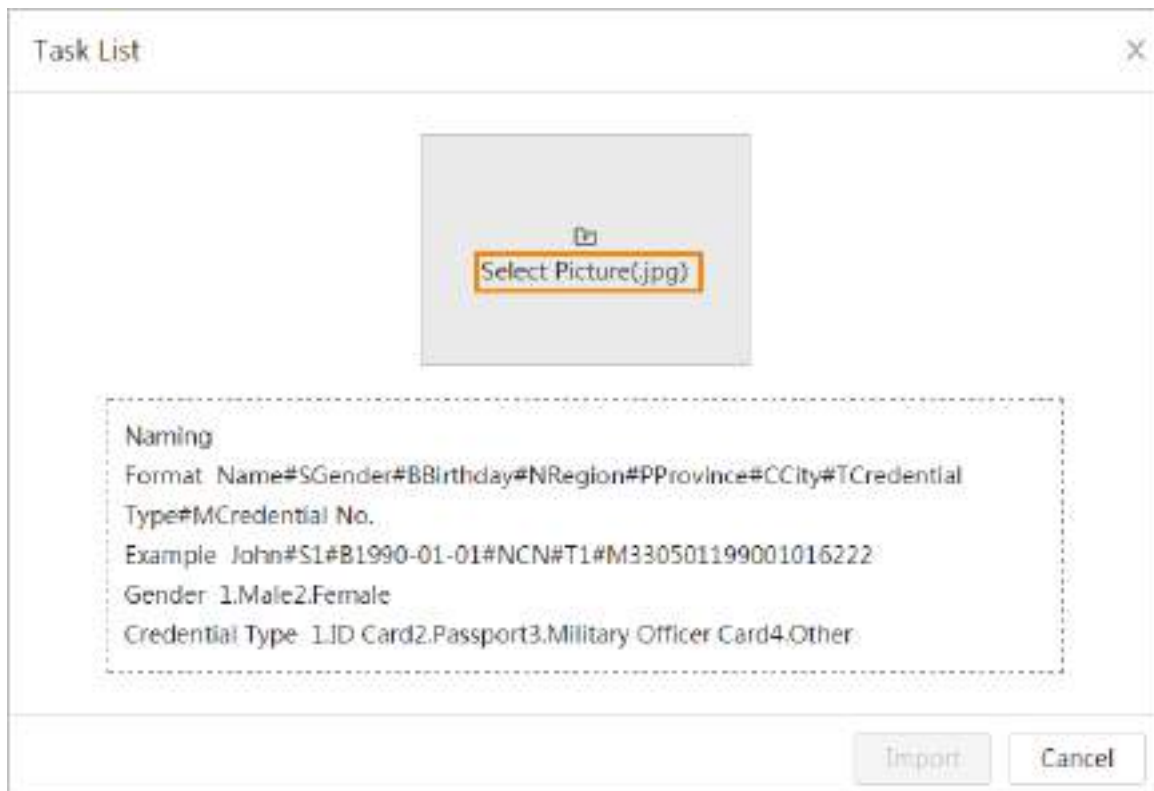 Task List
Select Picture(.jpg)
Naming
Format Name#SGender#BBirthday#NRegion#PProvince#CCity#TCredential
Type#MCredential No.
Example John#S1#B1990-01-01#NCN#T1#M330501199001016222
Gender 1.Male2.Female
Credential Type 1.ID Card2.Passport3.Military Officer Card4.Other
Import Cancel